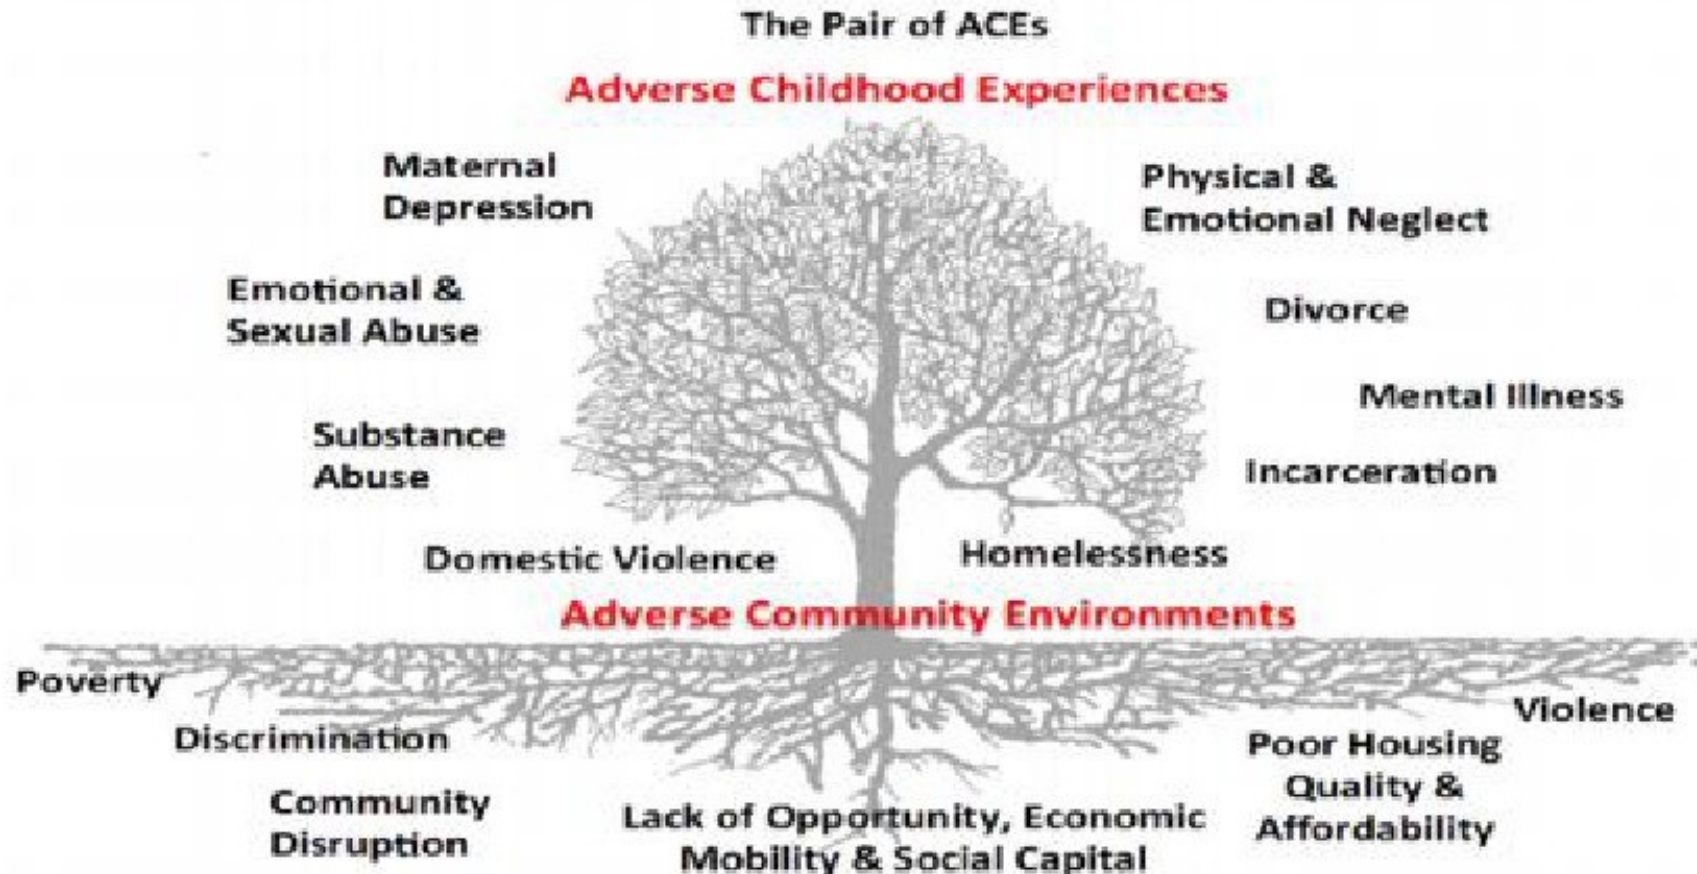 The Pair of ACEs
Adverse Childhood Experiences
Maternal
Depression
Physical &
Emotional Neglect
Emotional &
Sexual Abuse
Divorce
Mental Illness
Substance
Abuse
Incarceration
Domestic Violence
Homelessness
Adverse Community Environments
Poverty
Violence
Discrimination
Poor Housing
Quality &
Affordability
Community
Disruption
Lack of Opportunity, Economic
Mobility & Social Capital